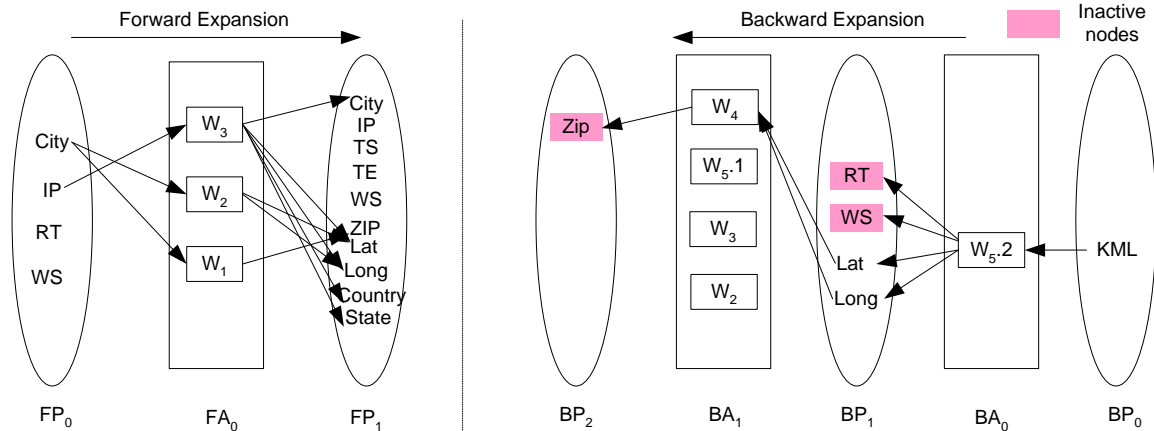 Forward Expansion
Backward Expansion
Inactive
nodes
City
IP
RT
WS
W3
W2
W1
City
IP
TS
TE
WS
ZIP
Lat
Long
Country
State
Zip
W4
W5.1
W3
W2
RT
WS
Lat
Long
W5.2
KML
FP0
FA0
FP1
BP2
BA1
BP1
BA0
BP0